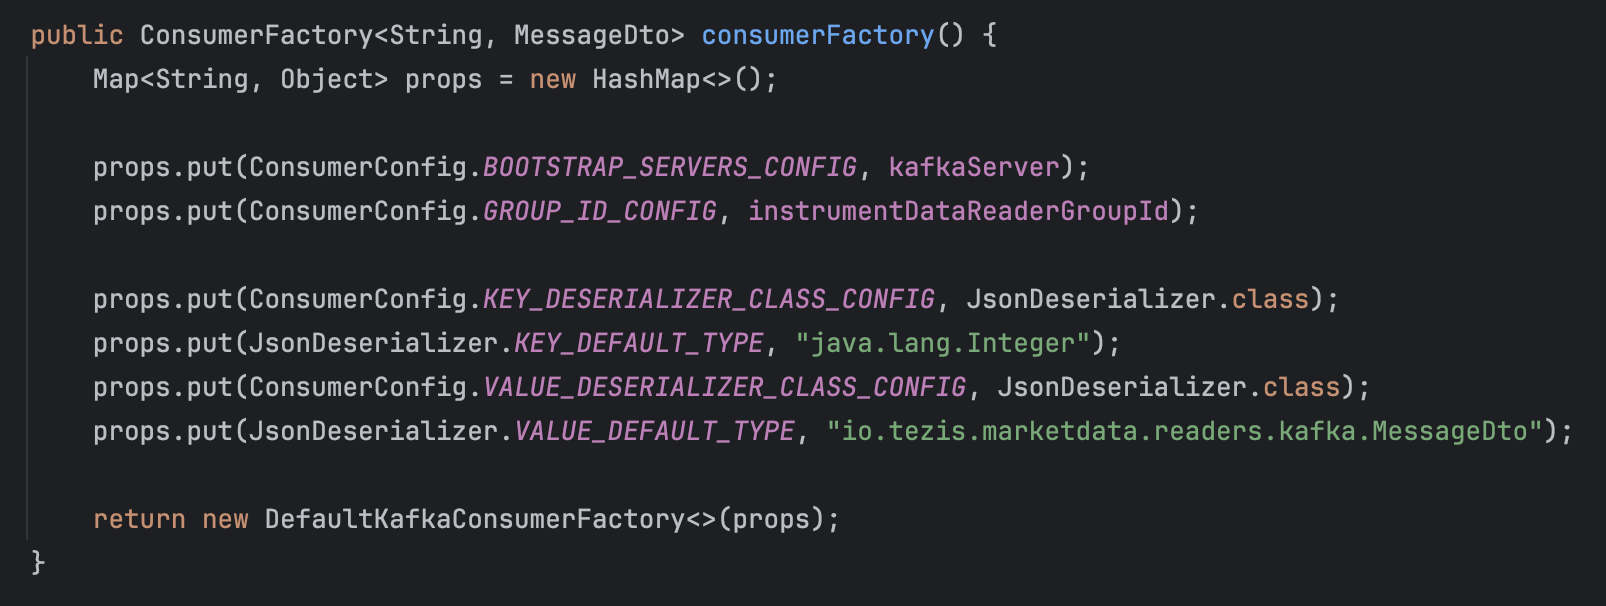 public ConsumerFactory<String, MessageDto> consumerFactory() {
Map<String, Object> props = new HashMap<>();
props.put(ConsumerConfig.BOOTSTRAP_SERVERS_CONFIG, kafkaServer);
props.put(ConsumerConfig.GROUP_ID_CONFIG, instrumentDataReaderGroupId);
props.put(ConsumerConfig.KEY_DESERIALIZER_CLASS_CONFIG, JsonDeserializer.class);
props.put(JsonDeserializer.KEY_DEFAULT_TYPE, "java.lang.Integer");
props.put(ConsumerConfig.VALUE_DESERIALIZER_CLASS_CONFIG, JsonDeserializer.class);
props.put(JsonDeserializer.VALUE_DEFAULT_TYPE, "io.tezis.marketdata.readers.kafka.MessageDto");
return new DefaultKafkaConsumerFactory<>(props);
}